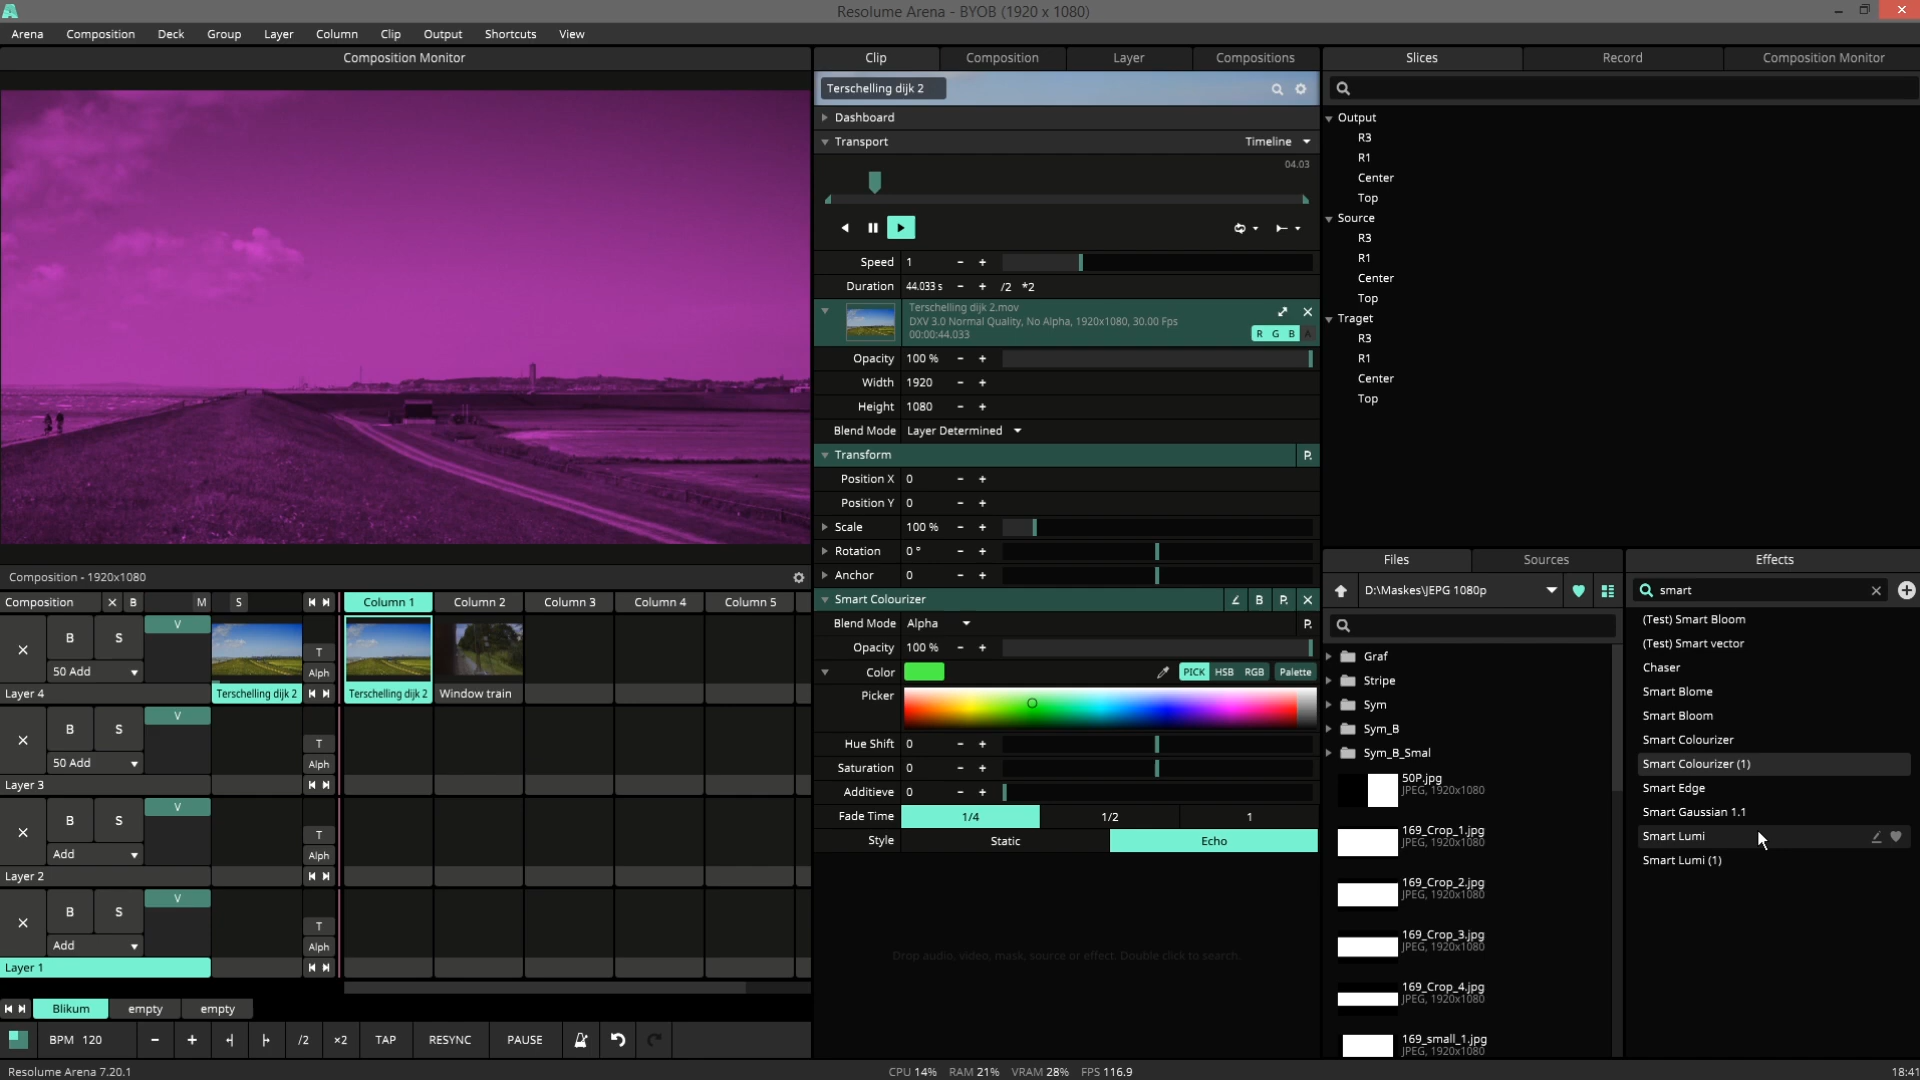 Resolume Arena - BYOB (1920 x 1080)
Arena Composition Deck Group Layer Column Clip Output Shortcuts View
Composition Monitor
Composition - 1920x1080
Composition X B M S Column 1 Column 2 Column 3 Column 4 Column 5
B S V T
50 Add Alph
Layer 4 Terschelling dijk 2 Terschelling dijk 2 Window train
B S V T
50 Add Alph
Layer 3
B S V T
Add Alph
Layer 2
B S V T
Add Alph
Layer 1
Blikum empty empty
BPM 120 - + /2 ×2 TAP RESYNC PAUSE
Resolume Arena 7.20.1
CPU 14% RAM 21% VRAM 28% FPS 116.9
18:41
Clip Composition Layer Compositions
Terschelling dijk 2
Dashboard
Transport Timeline
04.03
Speed 1 - +
Duration 44.033 s - + /2 *2
Terschelling dijk 2.mov
DXV 3.0 Normal Quality, No Alpha, 1920x1080, 30.00 Fps
00:00:44.033
R G B A
Opacity 100 % - +
Width 1920 - +
Height 1080 - +
Blend Mode Layer Determined
Transform P.
Position X 0 - +
Position Y 0 - +
Scale 100 % - +
Rotation 0 ° - +
Anchor 0 - +
Smart Colourizer B P.
Blend Mode Alpha P.
Opacity 100 % - +
Color PICK HSB RGB Palette
Picker
Hue Shift 0 - +
Saturation 0 - +
Additieve 0 - +
Fade Time 1/4 1/2 1
Style Static Echo
Drop audio, video, mask, source or effect. Double click to search.
Slices Record Composition Monitor
Output
R3
R1
Center
Top
Source
R3
R1
Center
Top
Traget
R3
R1
Center
Top
Files Sources
D:\Maskes\JEPG 1080p
Graf
Stripe
Sym
Sym_B
Sym_B_Smal
50P.jpg
JPEG, 1920x1080
169_Crop_1.jpg
JPEG, 1920x1080
169_Crop_2.jpg
JPEG, 1920x1080
169_Crop_3.jpg
JPEG, 1920x1080
169_Crop_4.jpg
JPEG, 1920x1080
169_small_1.jpg
JPEG, 1920x1080
Effects
smart
(Test) Smart Bloom
(Test) Smart vector
Chaser
Smart Blome
Smart Bloom
Smart Colourizer
Smart Colourizer (1)
Smart Edge
Smart Gaussian 1.1
Smart Lumi
Smart Lumi (1)